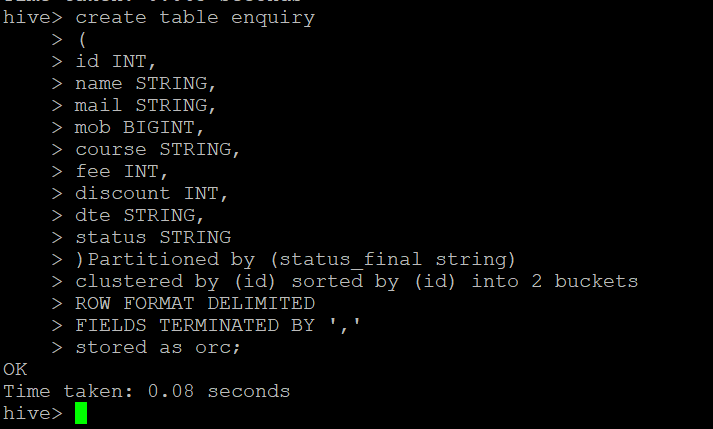 hive> create table enquiry
> (
> id INT,
> name STRING,
> mail STRING,
> mob BIGINT,
> course STRING,
> fee INT,
> discount INT,
> dte STRING,
> status STRING
> )Partitioned by (status_final string)
> clustered by (id) sorted by (id) into 2 buckets
> ROW FORMAT DELIMITED
> FIELDS TERMINATED BY ','
> stored as orc;
OK
Time taken: 0.08 seconds
hive>